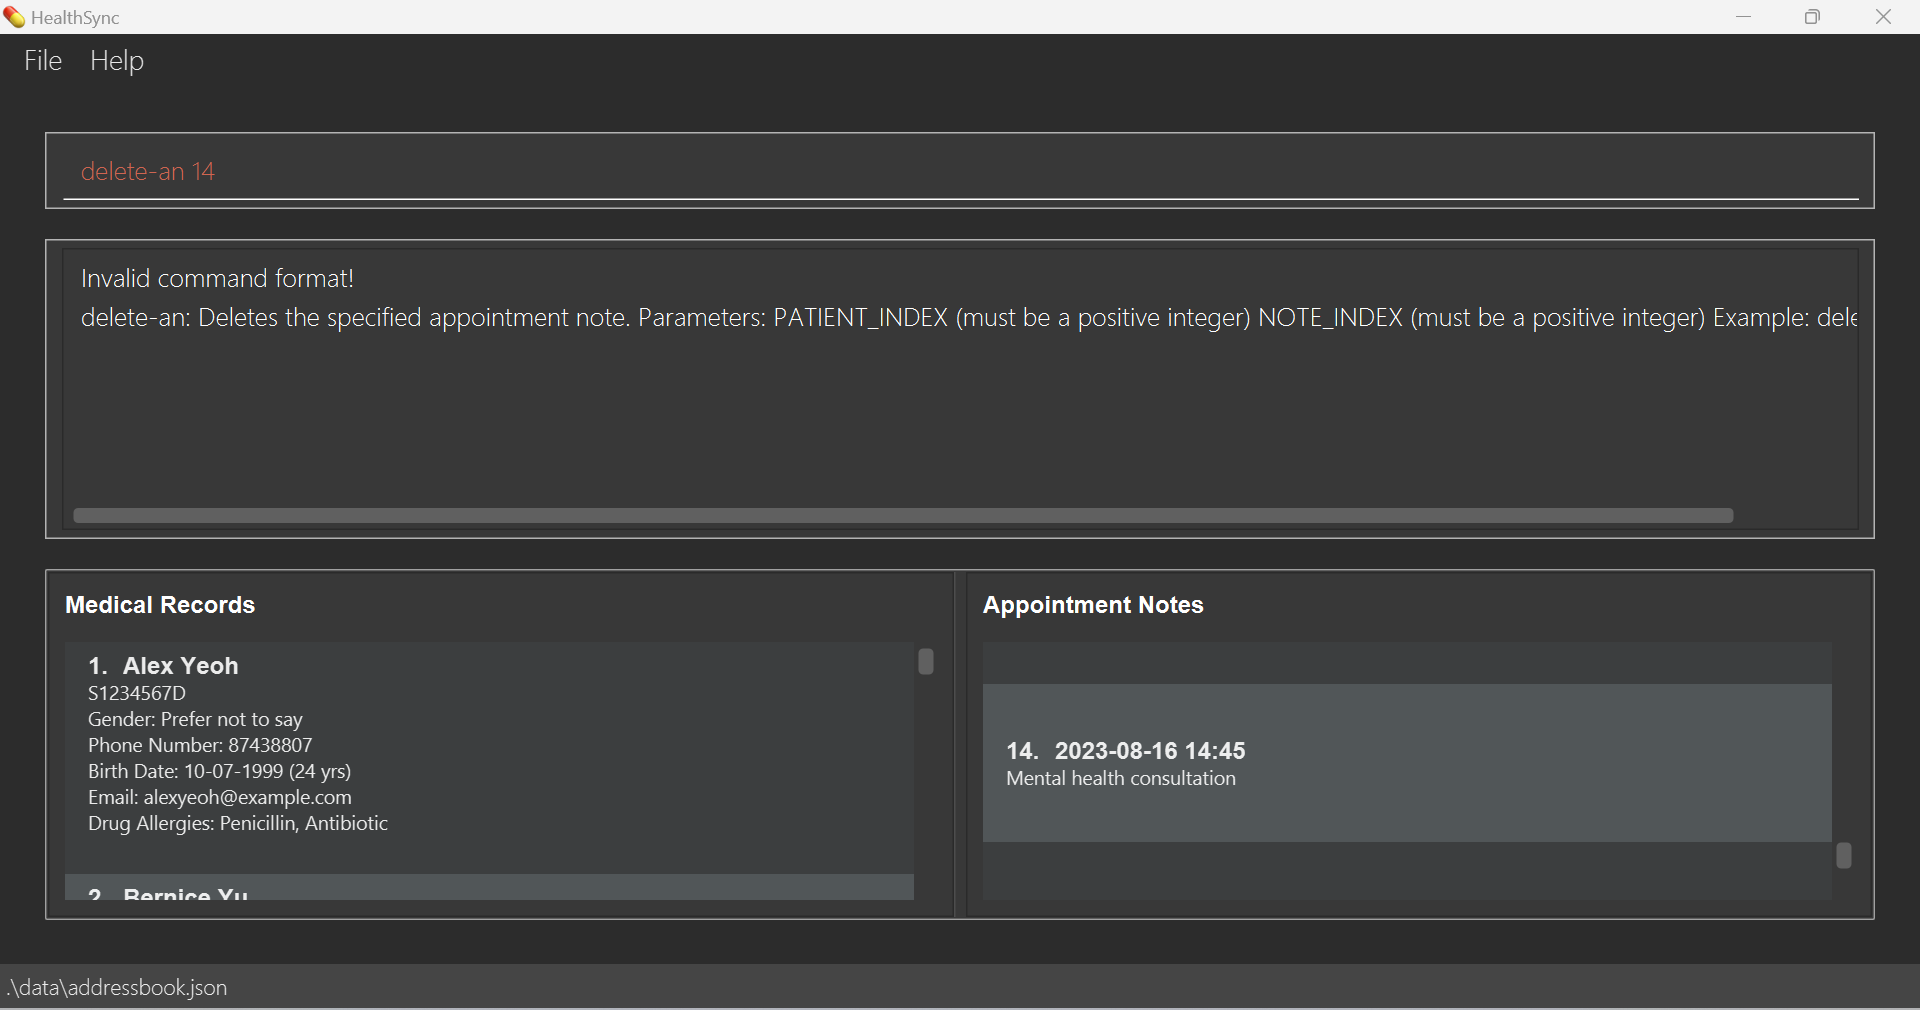 HealthSync
File Help
delete-an 14
Invalid command format!
delete-an: Deletes the specified appointment note. Parameters: PATIENT_INDEX (must be a positive integer) NOTE_INDEX (must be a positive integer) Example: dele
Medical Records
1. Alex Yeoh
S1234567D
Gender: Prefer not to say
Phone Number: 87438807
Birth Date: 10-07-1999 (24 yrs)
Email: alexyeoh@example.com
Drug Allergies: Penicillin, Antibiotic
2. Bernice Yu
Appointment Notes
14. 2023-08-16 14:45
Mental health consultation
.\data\addressbook.json